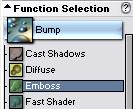 Function Selection
Bump
Cast Shadows
Diffuse
Emboss
Fast Shader